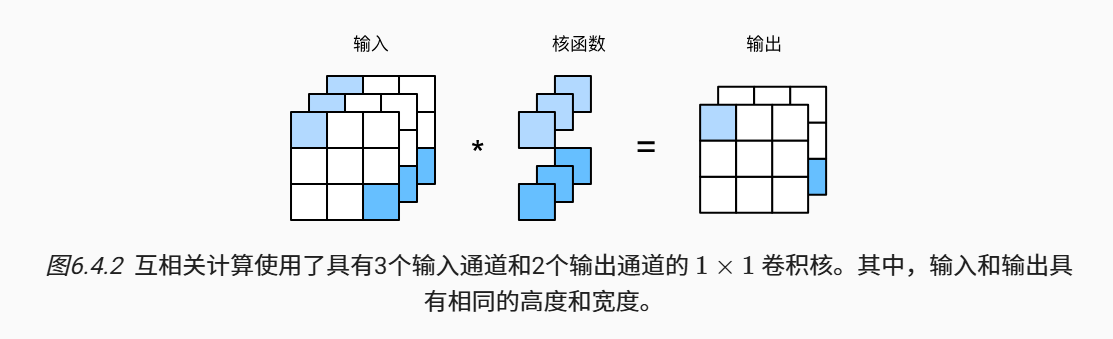 输入 核函数 输出
* =
图6.4.2 互相关计算使用了具有3个输入通道和2个输出通道的 1 × 1 卷积核。其中，输入和输出具
有相同的高度和宽度。